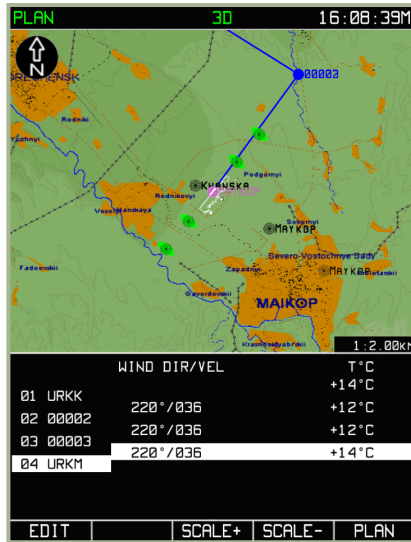 PLAN 3D 16:08:39M
N
Rodniki
00003
Podgornyi
KHANSKA
Rodnikovyi
Severnyi
MAYKOP
Severo-Vostochnye Sady
Fadeevskii
Zapadnyi
MAYKOP
Gaverdovskii
MAIKOP
Krasnooktyabrskii
1:2.00km
WIND DIR/VEL T°C
+14°C
01 URKK
220°/036 +12°C
02 00002
220°/036 +12°C
03 00003
220°/036 +14°C
04 URKM
EDIT SCALE+ SCALE- PLAN